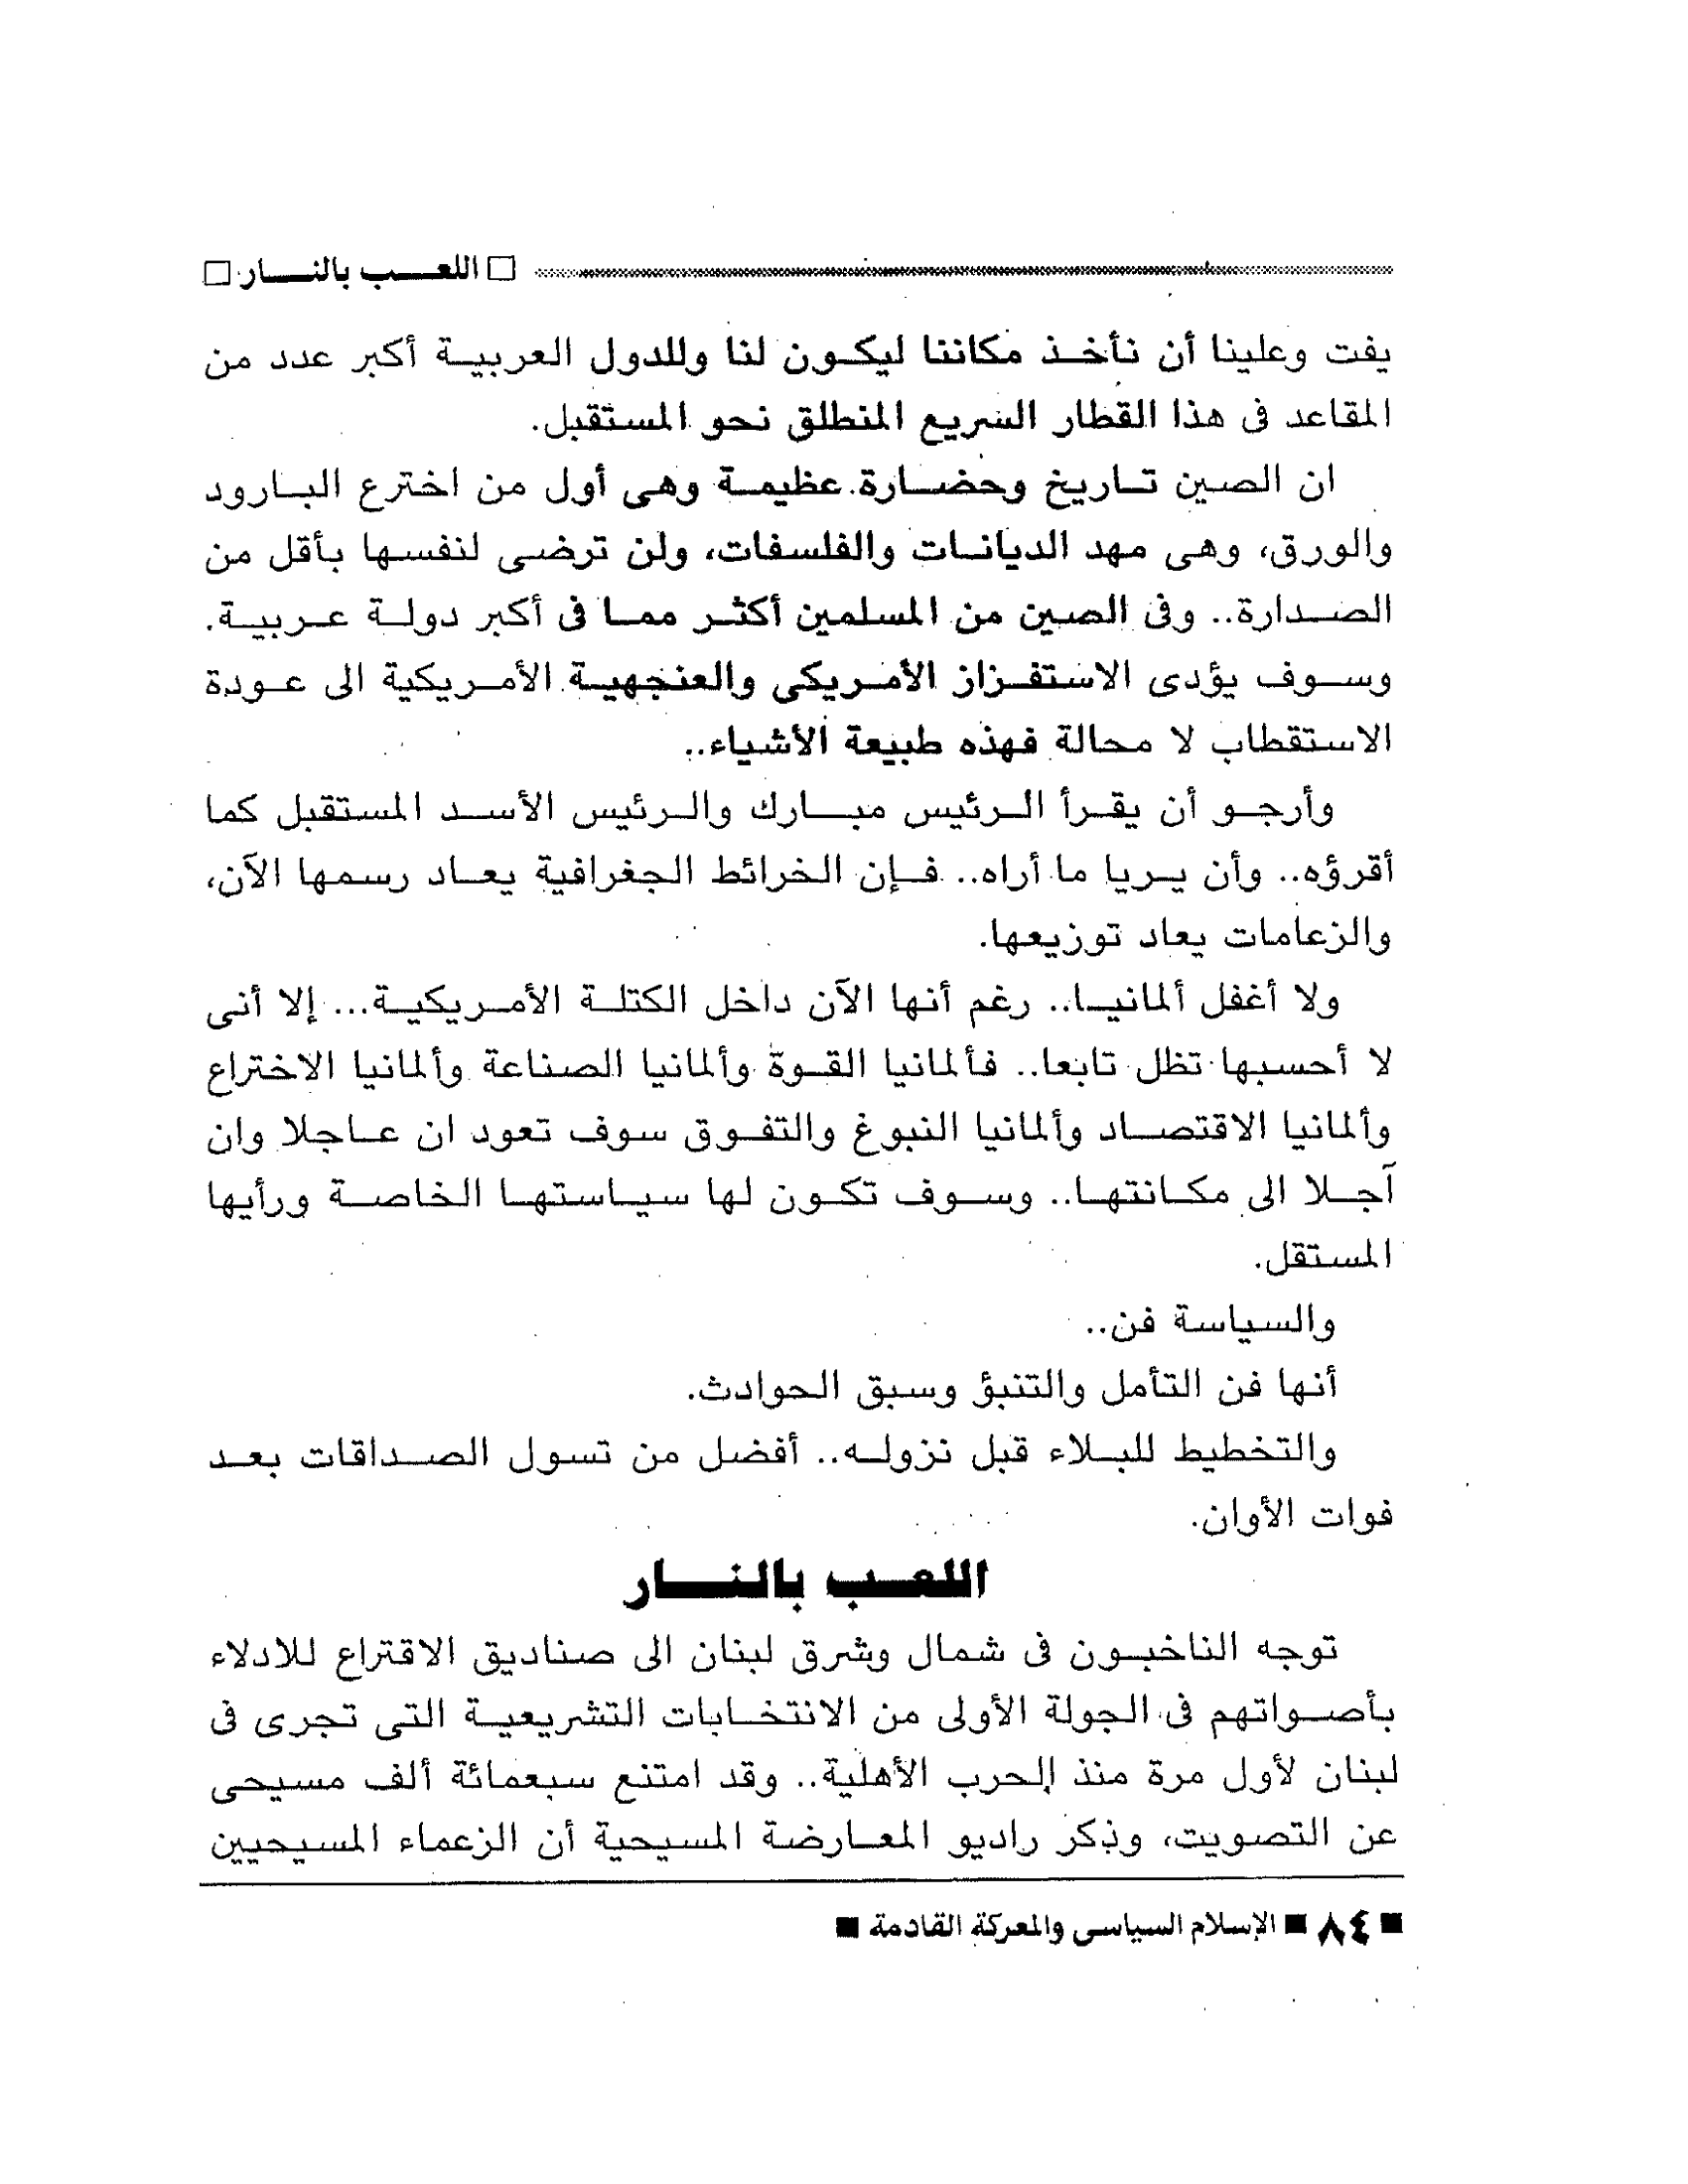 □ اللعب بالنار □
يفت وعلينا أن نأخذ مكاننا ليكون لنا وللدول العربية أكبر عدد من
المقاعد فى هذا القطار السريع المنطلق نحو المستقبل.
ان الصين تاريخ وحضارة عظيمة وهى أول من اخترع البارود
والورق، وهى مهد الديانات والفلسفات، ولن ترضى لنفسها بأقل من
الصدارة.. وفى الصين من المسلمين أكثر مما فى أكبر دولة عربية.
وسوف يؤدى الاستفزاز الأمريكى والعنجهية الأمريكية الى عودة
الاستقطاب لا محالة فهذه طبيعة الأشياء..
وأرجو أن يقرأ الرئيس مبارك والرئيس الأسد المستقبل كما
أقرؤه.. وأن يريا ما أراه.. فإن الخرائط الجغرافية يعاد رسمها الآن،
والزعامات يعاد توزيعها.
ولا أغفل ألمانيا.. رغم أنها الآن داخل الكتلة الأمريكية... إلا أنى
لا أحسبها تظل تابعا.. فألمانيا القوة وألمانيا الصناعة وألمانيا الاختراع
وألمانيا الاقتصاد وألمانيا النبوغ والتفوق سوف تعود ان عاجلا وان
آجلا الى مكانتها.. وسوف تكون لها سياستها الخاصة ورأيها
المستقل.
والسياسة فن..
أنها فن التأمل والتنبؤ وسبق الحوادث.
والتخطيط للبلاء قبل نزوله.. أفضل من تسول الصداقات بعد
فوات الأوان.
اللعب بالنار
توجه الناخبون فى شمال وشرق لبنان الى صناديق الاقتراع للادلاء
بأصواتهم فى الجولة الأولى من الانتخابات التشريعية التى تجرى فى
لبنان لأول مرة منذ الحرب الأهلية.. وقد امتنع سبعمائة ألف مسيحى
عن التصويت، وذكر راديو المعارضة المسيحية أن الزعماء المسيحيين
■ ٨٤ ■ الإسلام السياسى والمعركة القادمة ■